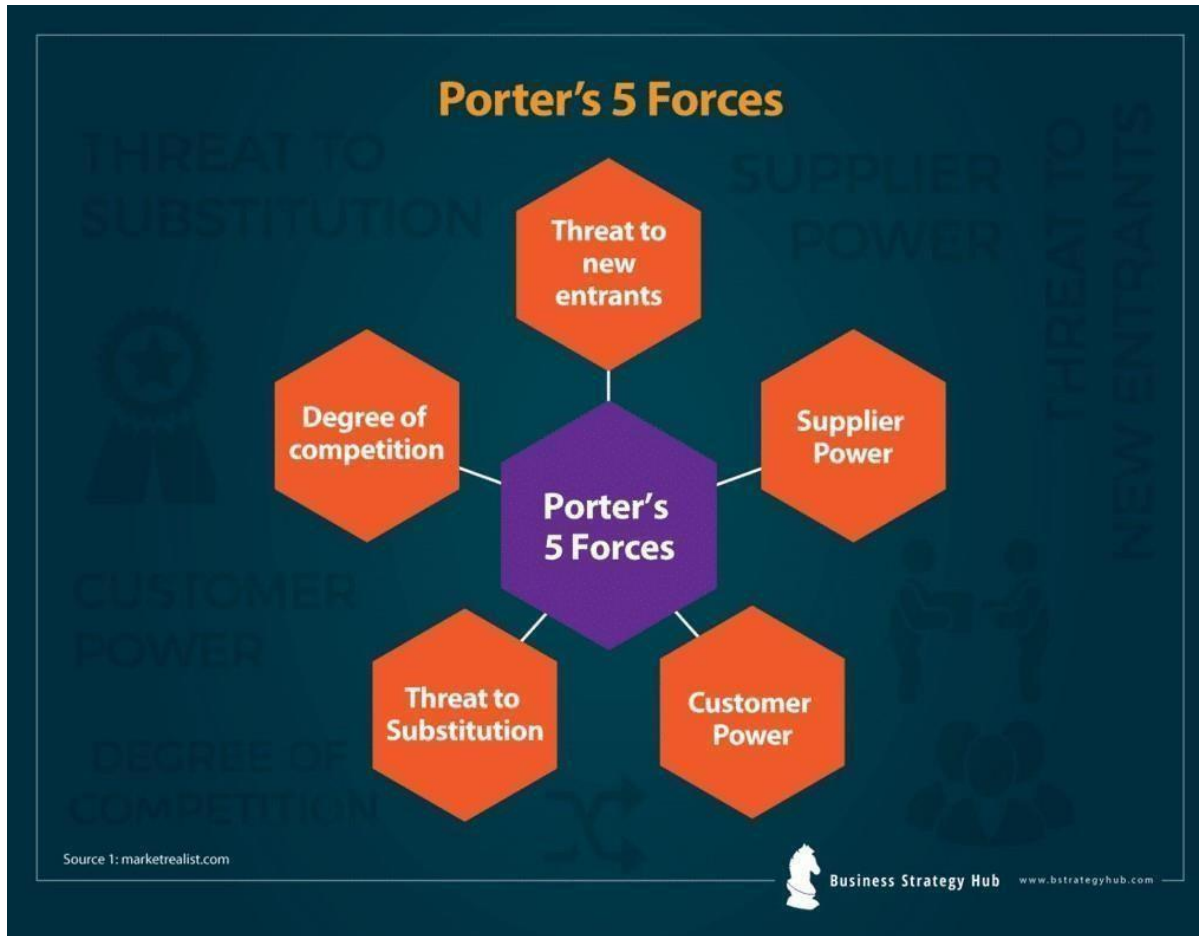 Porter's 5 Forces
THREAT TO
SUBSTITUTION
SUPPLIER
POWER
THREAT TO
NEW ENTRANTS
Threat to
new
entrants
Degree of
competition
Supplier
Power
Porter's
5 Forces
CUSTOMER
POWER
Threat to
Substitution
Customer
Power
DEGREE OF
COMPETITION
Source 1: marketrealist.com
Business Strategy Hub
www.bstrategyhub.com